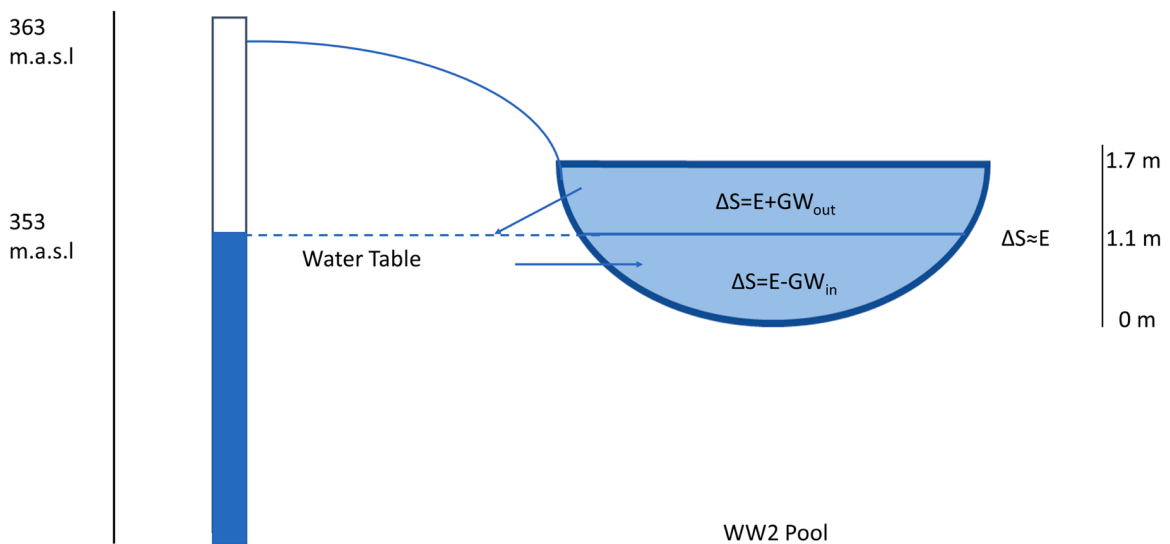 363
m.a.s.l
1.7 m
ΔS=E+GWout
353
m.a.s.l
ΔS≈E
1.1 m
Water Table
ΔS=E-GWin
0 m
WW2 Pool